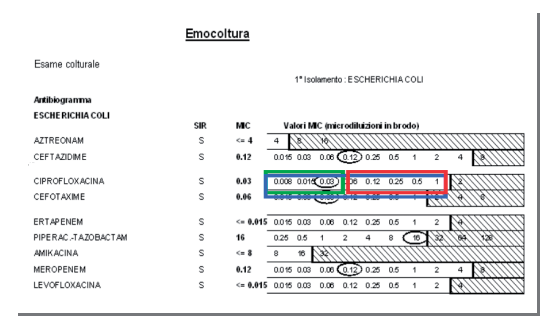 Emocoltura
Esame colturale
1° Isolamento : ESCHERICHIA COLI
Antibiogramma
ESCHERICHIA COLI
SIR MIC Valori MIC (microdiluizioni in brodo)
AZTREONAM S <= 4 4 8 16
CEFTAZIDIME S 0.12 0.015 0.03 0.06 0.12 0.25 0.5 1 2 4 8
CIPROFLOXACINA S 0.03 0.008 0.015 0.03 .06 0.12 0.25 0.5 1 2
CEFOTAXIME S 0.06 4 8
ERTAPENEM S <= 0.015 0.015 0.03 0.06 0.12 0.25 0.5 1 2 4
PIPERAC.-TAZOBACTAM S 16 0.25 0.5 1 2 4 8 16 32 64 128
AMIKACINA S <= 8 8 16 32
MEROPENEM S 0.12 0.015 0.03 0.06 0.12 0.25 0.5 1 2 4 8
LEVOFLOXACINA S <= 0.015 0.015 0.03 0.06 0.12 0.25 0.5 1 2 4